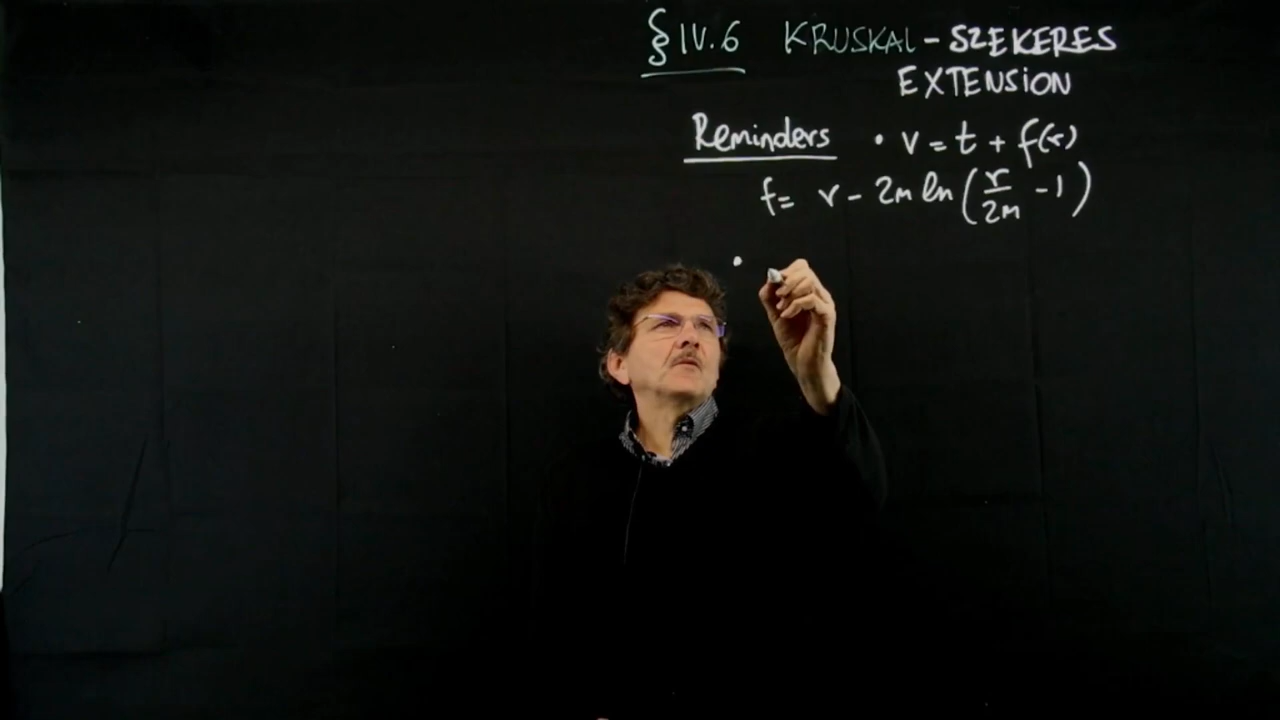 § IV.6 KRUSKAL-SZEKERES
EXTENSION
Reminders • v = t + f(r)
f = r - 2m ln (r/2m - 1)
•